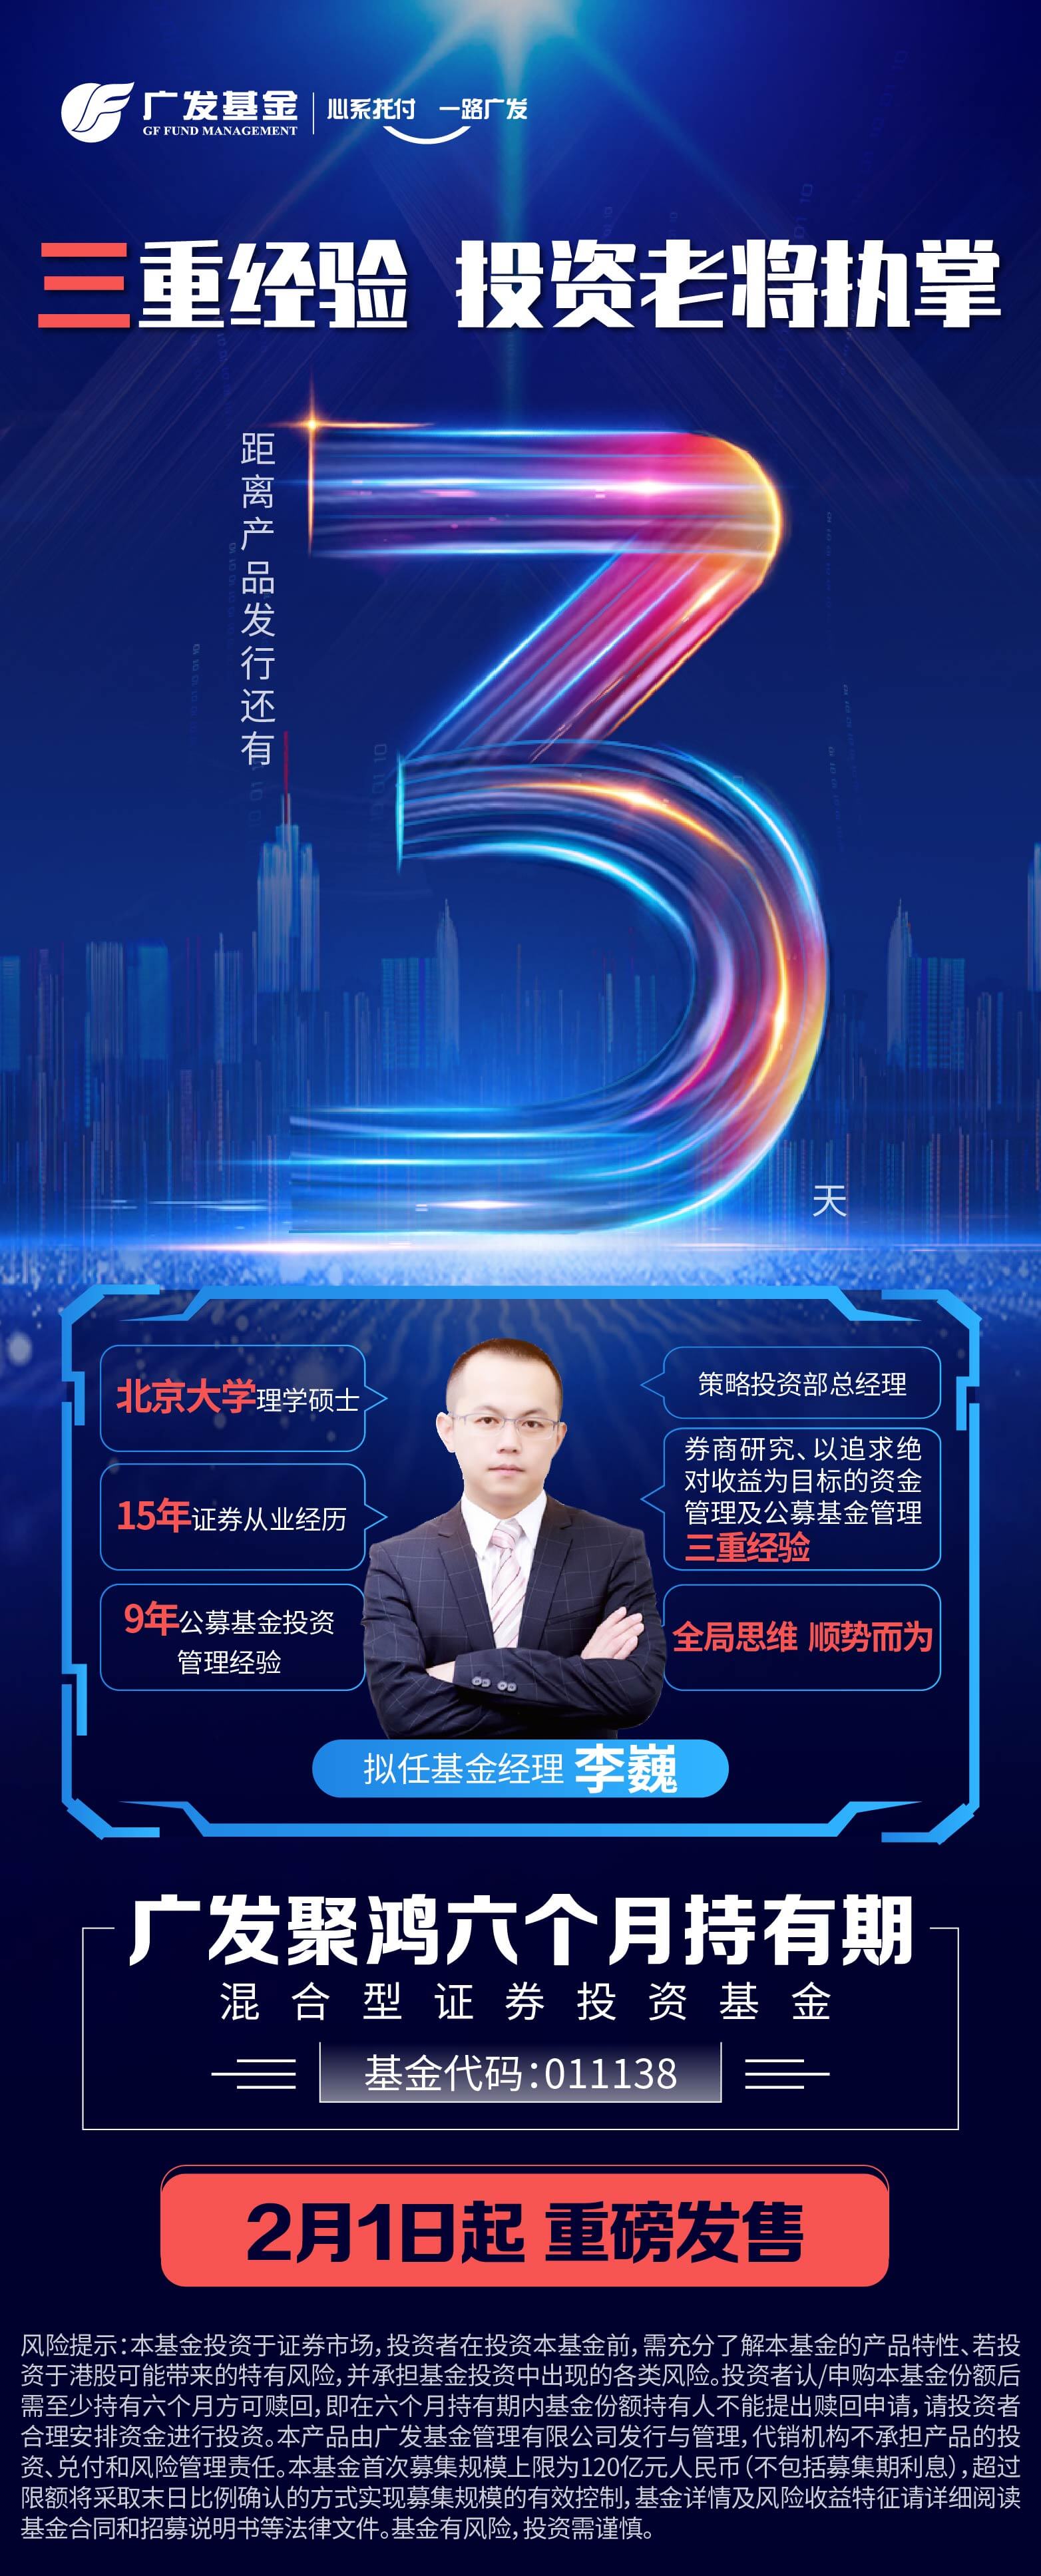 广发基金
GF FUND MANAGEMENT
心系托付 一路广发
三重经验 投资老将执掌
距离产品发行还有
3
天
北京大学理学硕士
15年证券从业经历
9年公募基金投资
管理经验
策略投资部总经理
券商研究、以追求绝
对收益为目标的资金
管理及公募基金管理
三重经验
全局思维 顺势而为
拟任基金经理 李巍
广发聚鸿六个月持有期
混合型证券投资基金
基金代码:011138
2月1日起 重磅发售
风险提示:本基金投资于证券市场,投资者在投资本基金前,需充分了解本基金的产品特性、若投
资于港股可能带来的特有风险,并承担基金投资中出现的各类风险。投资者认/申购本基金份额后
需至少持有六个月方可赎回,即在六个月持有期内基金份额持有人不能提出赎回申请,请投资者
合理安排资金进行投资。本产品由广发基金管理有限公司发行与管理,代销机构不承担产品的投
资、兑付和风险管理责任。本基金首次募集规模上限为120亿元人民币(不包括募集期利息),超过
限额将采取末日比例确认的方式实现募集规模的有效控制,基金详情及风险收益特征请详细阅读
基金合同和招募说明书等法律文件。基金有风险,投资需谨慎。